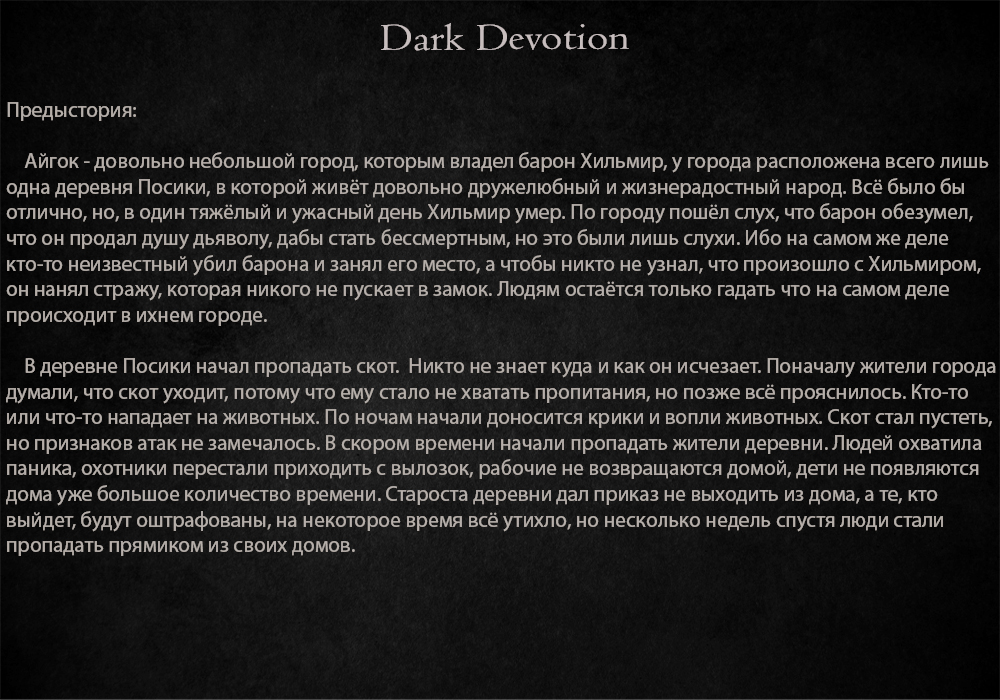 Dark Devotion
Предыстория:
Айгок - довольно небольшой город, которым владел барон Хильмир, у города расположена всего лишь
одна деревня Посики, в которой живёт довольно дружелюбный и жизнерадостный народ. Всё было бы
отлично, но, в один тяжёлый и ужасный день Хильмир умер. По городу пошёл слух, что барон обезумел,
что он продал душу дьяволу, дабы стать бессмертным, но это были лишь слухи. Ибо на самом же деле
кто-то неизвестный убил барона и занял его место, а чтобы никто не узнал, что произошло с Хильмиром,
он нанял стражу, которая никого не пускает в замок. Людям остаётся только гадать что на самом деле
происходит в ихнем городе.
В деревне Посики начал пропадать скот.  Никто не знает куда и как он исчезает. Поначалу жители города
думали, что скот уходит, потому что ему стало не хватать пропитания, но позже всё прояснилось. Кто-то
или что-то нападает на животных. По ночам начали доносится крики и вопли животных. Скот стал пустеть,
но признаков атак не замечалось. В скором времени начали пропадать жители деревни. Людей охватила
паника, охотники перестали приходить с вылозок, рабочие не возвращаются домой, дети не появляются
дома уже большое количество времени. Староста деревни дал приказ не выходить из дома, а те, кто
выйдет, будут оштрафованы, на некоторое время всё утихло, но несколько недель спустя люди стали
пропадать прямиком из своих домов.